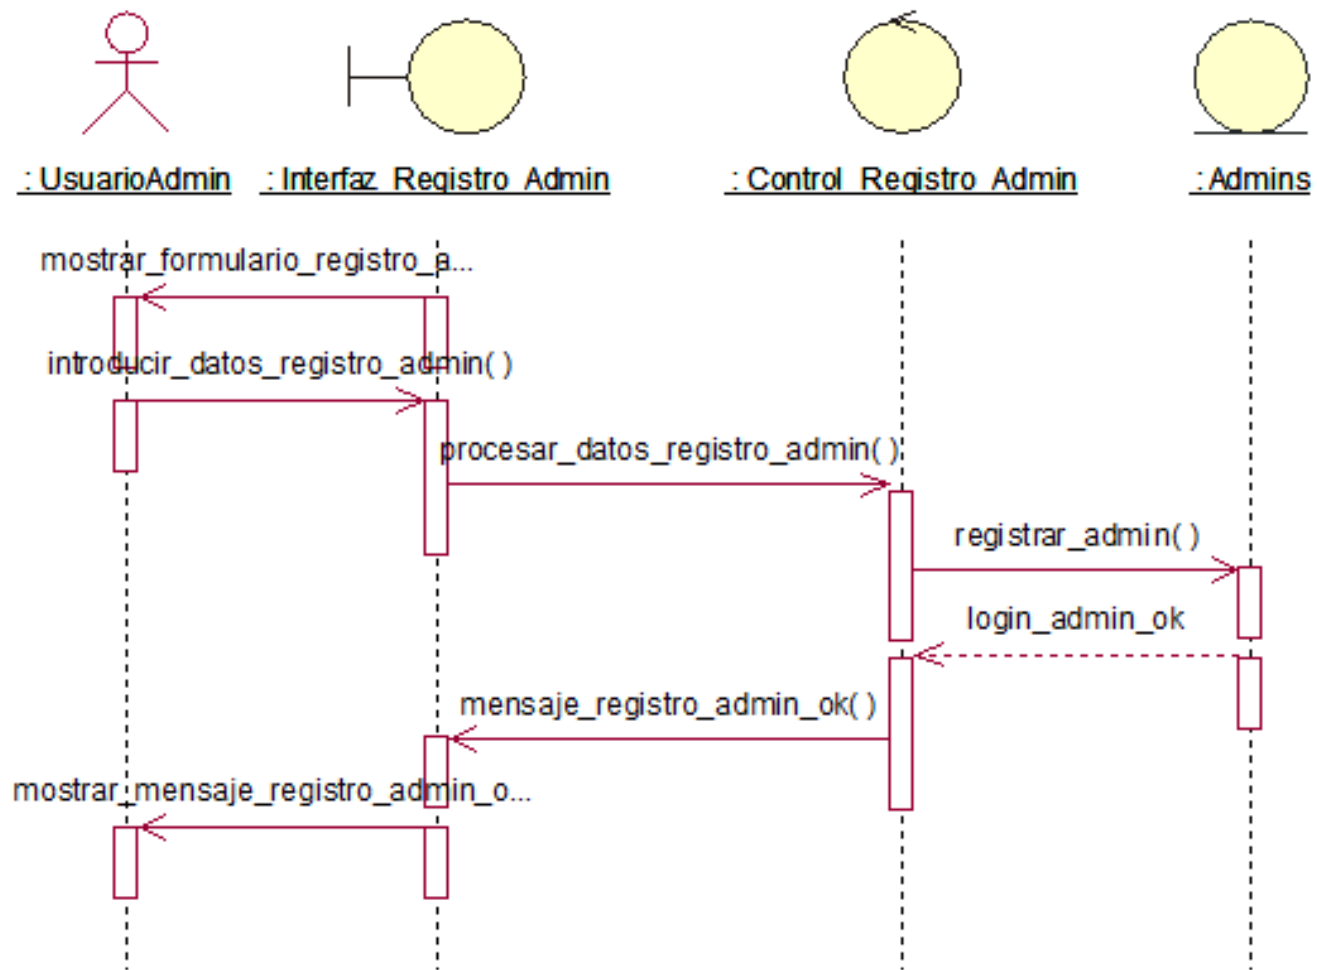 : UsuarioAdmin : Interfaz_Registro_Admin : Control_Registro_Admin : Admins
mostrar_formulario_registro_a...
introducir_datos_registro_admin( )
procesar_datos_registro_admin( )
registrar_admin( )
login_admin_ok
mensaje_registro_admin_ok( )
mostrar_mensaje_registro_admin_o...